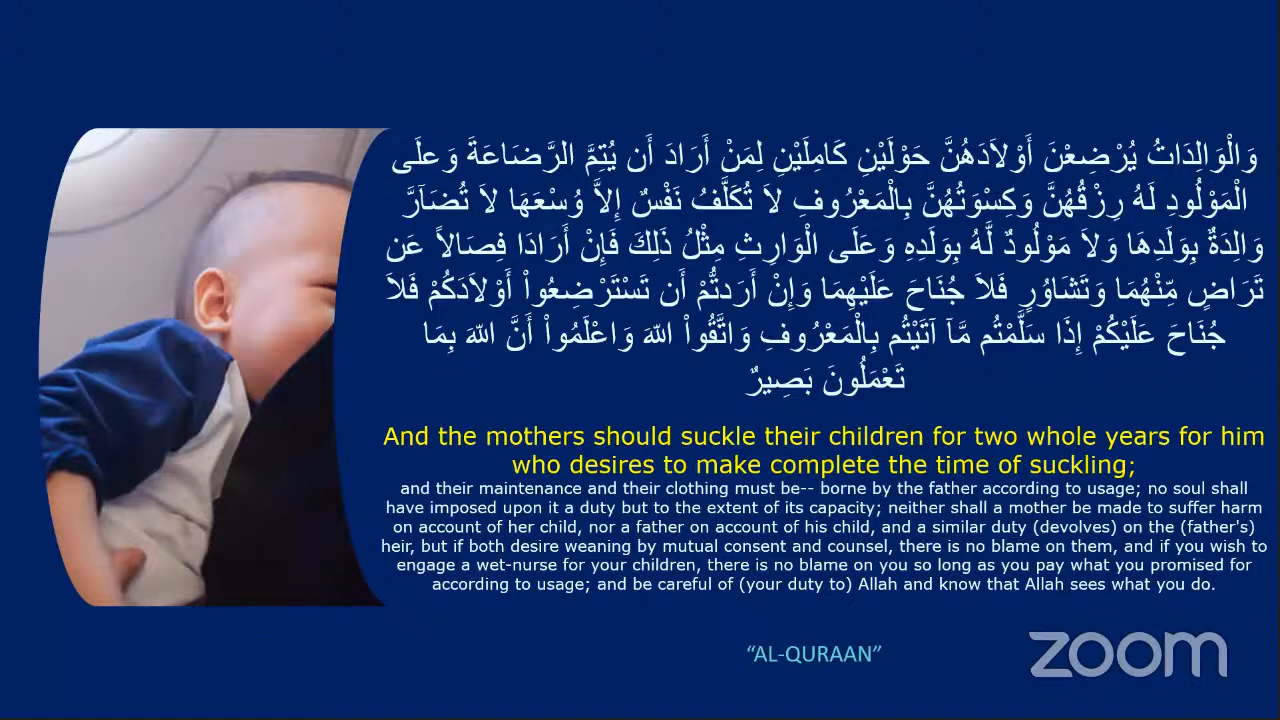 وَالْوَالِدَاتُ يُرْضِعْنَ أَوْلاَدَهُنَّ حَوْلَيْنِ كَامِلَيْنِ لِمَنْ أَرَادَ أَن يُتِمَّ الرَّضَاعَةَ وَعلَى
الْمَوْلُودِ لَهُ رِزْقُهُنَّ وَكِسْوَتُهُنَّ بِالْمَعْرُوفِ لاَ تُكَلَّفُ نَفْسٌ إِلاَّ وُسْعَهَا لاَ تُضَآرَّ
وَالِدَةٌ بِوَلَدِهَا وَلاَ مَوْلُودٌ لَّهُ بِوَلَدِهِ وَعَلَى الْوَارِثِ مِثْلُ ذَلِكَ فَإِنْ أَرَادَا فِصَالاً عَن
تَرَاضٍ مِّنْهُمَا وَتَشَاوُرٍ فَلاَ جُنَاحَ عَلَيْهِمَا وَإِنْ أَرَدتُّمْ أَن تَسْتَرْضِعُواْ أَوْلاَدَكُمْ فَلاَ
جُنَاحَ عَلَيْكُمْ إِذَا سَلَّمْتُم مَّآ آتَيْتُم بِالْمَعْرُوفِ وَاتَّقُواْ اللهَ وَاعْلَمُواْ أَنَّ اللهَ بِمَا
تَعْمَلُونَ بَصِيرٌ
And the mothers should suckle their children for two whole years for him
who desires to make complete the time of suckling;
and their maintenance and their clothing must be-- borne by the father according to usage; no soul shall
have imposed upon it a duty but to the extent of its capacity; neither shall a mother be made to suffer harm
on account of her child, nor a father on account of his child, and a similar duty (devolves) on the (father's)
heir, but if both desire weaning by mutual consent and counsel, there is no blame on them, and if you wish to
engage a wet-nurse for your children, there is no blame on you so long as you pay what you promised for
according to usage; and be careful of (your duty to) Allah and know that Allah sees what you do.
“AL-QURAAN”
zoom